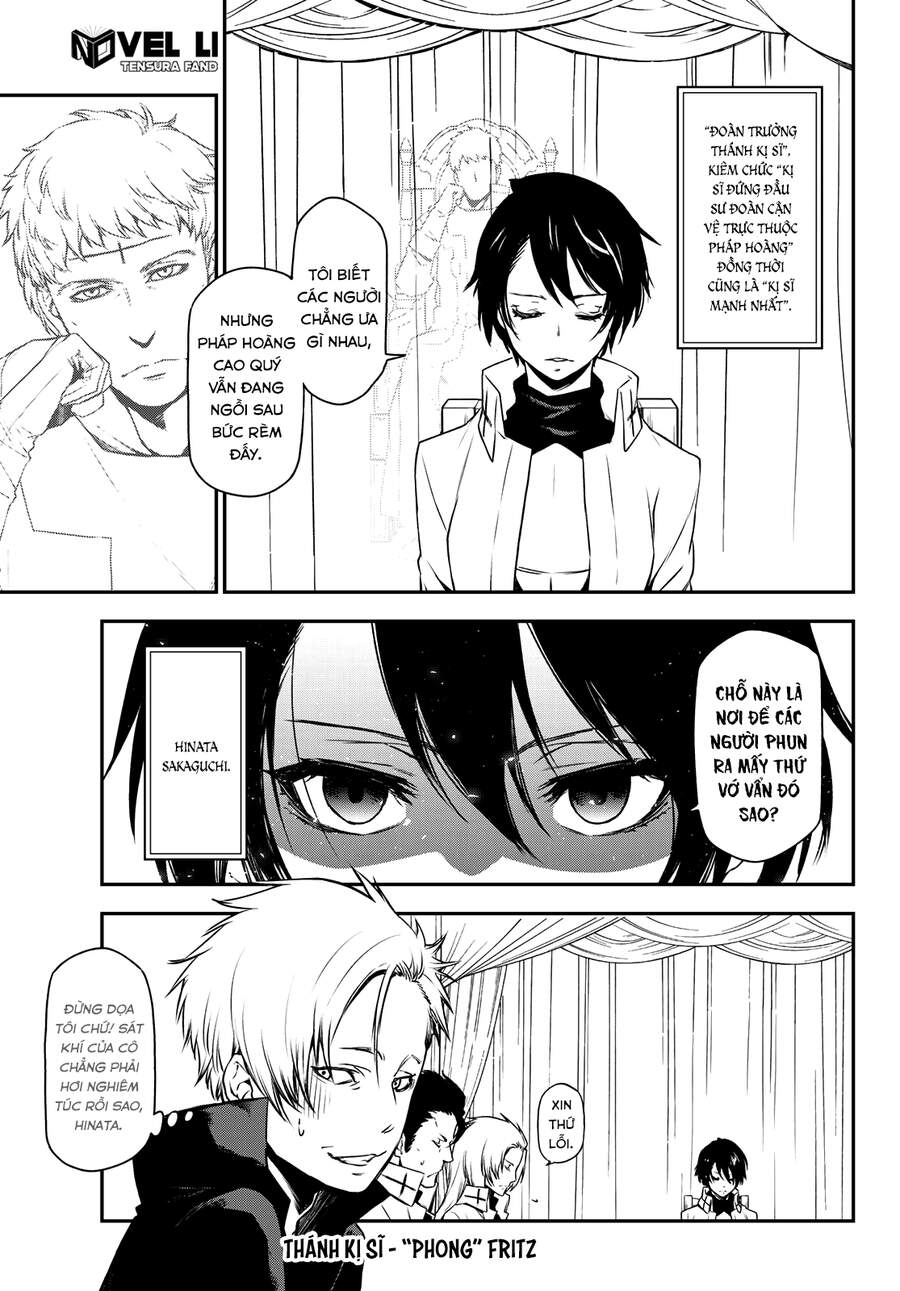 NOVEL LI
TENSURA FAND
"ĐOÀN TRƯỞNG
THÁNH KỊ SĨ",
KIÊM CHỨC "KỊ
SĨ ĐỨNG ĐẦU
SƯ ĐOÀN CẬN
VỆ TRỰC THUỘC
PHÁP HOÀNG"
ĐỒNG THỜI
CŨNG LÀ "KỊ SĨ
MẠNH NHẤT".
TÔI BIẾT
CÁC NGƯỜI
CHẲNG ƯA
GÌ NHAU,
NHƯNG
PHÁP HOÀNG
CAO QUÝ
VẪN ĐANG
NGỒI SAU
BỨC RÈM
ĐẤY.
CHỖ NÀY LÀ
NƠI ĐỂ CÁC
NGƯỜI PHUN
RA MẤY THỨ
VỚ VẨN ĐÓ
SAO?
HINATA
SAKAGUCHI.
XIN
THỨ
LỖI.
ĐỪNG DỌA
TÔI CHỨ! SÁT
KHÍ CỦA CÔ
CHẲNG PHẢI
HƠI NGHIÊM
TÚC RỒI SAO,
HINATA.
THÁNH KỊ SĨ - "PHONG" FRITZ